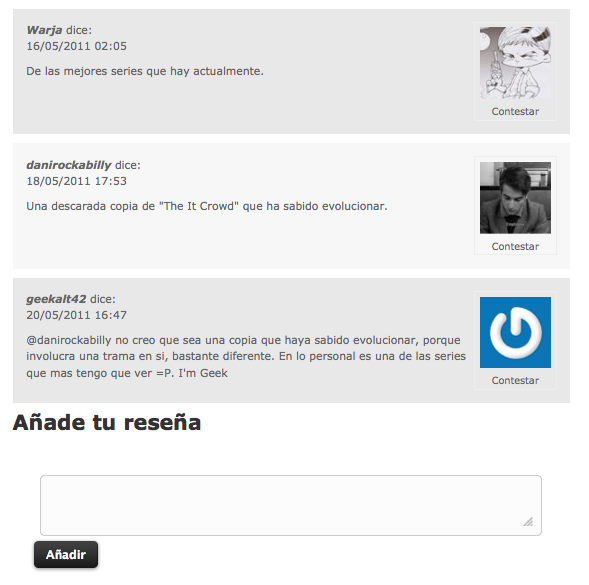 Warja dice:
16/05/2011 02:05
De las mejores series que hay actualmente.
Contestar
danirockabilly dice:
18/05/2011 17:53
Una descarada copia de "The It Crowd" que ha sabido evolucionar.
Contestar
geekalt42 dice:
20/05/2011 16:47
@danirockabilly no creo que sea una copia que haya sabido evolucionar, porque
involucra una trama en si, bastante diferente. En lo personal es una de las series
que mas tengo que ver =P. I'm Geek
Contestar
Añade tu reseña
Añadir